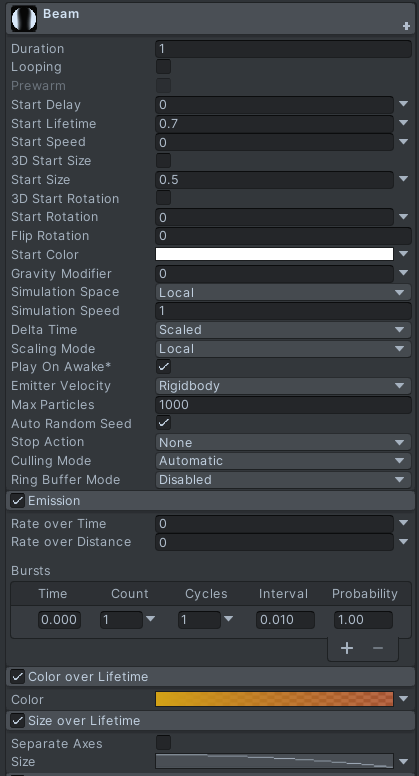 Beam
Duration 1
Looping
Prewarm
Start Delay 0
Start Lifetime 0.7
Start Speed 0
3D Start Size
Start Size 0.5
3D Start Rotation
Start Rotation 0
Flip Rotation 0
Start Color
Gravity Modifier 0
Simulation Space Local
Simulation Speed 1
Delta Time Scaled
Scaling Mode Local
Play On Awake*
Emitter Velocity Rigidbody
Max Particles 1000
Auto Random Seed
Stop Action None
Culling Mode Automatic
Ring Buffer Mode Disabled
Emission
Rate over Time 0
Rate over Distance 0
Bursts
Time Count Cycles Interval Probability
0.000 1 1 0.010 1.00
Color over Lifetime
Color
Size over Lifetime
Separate Axes
Size